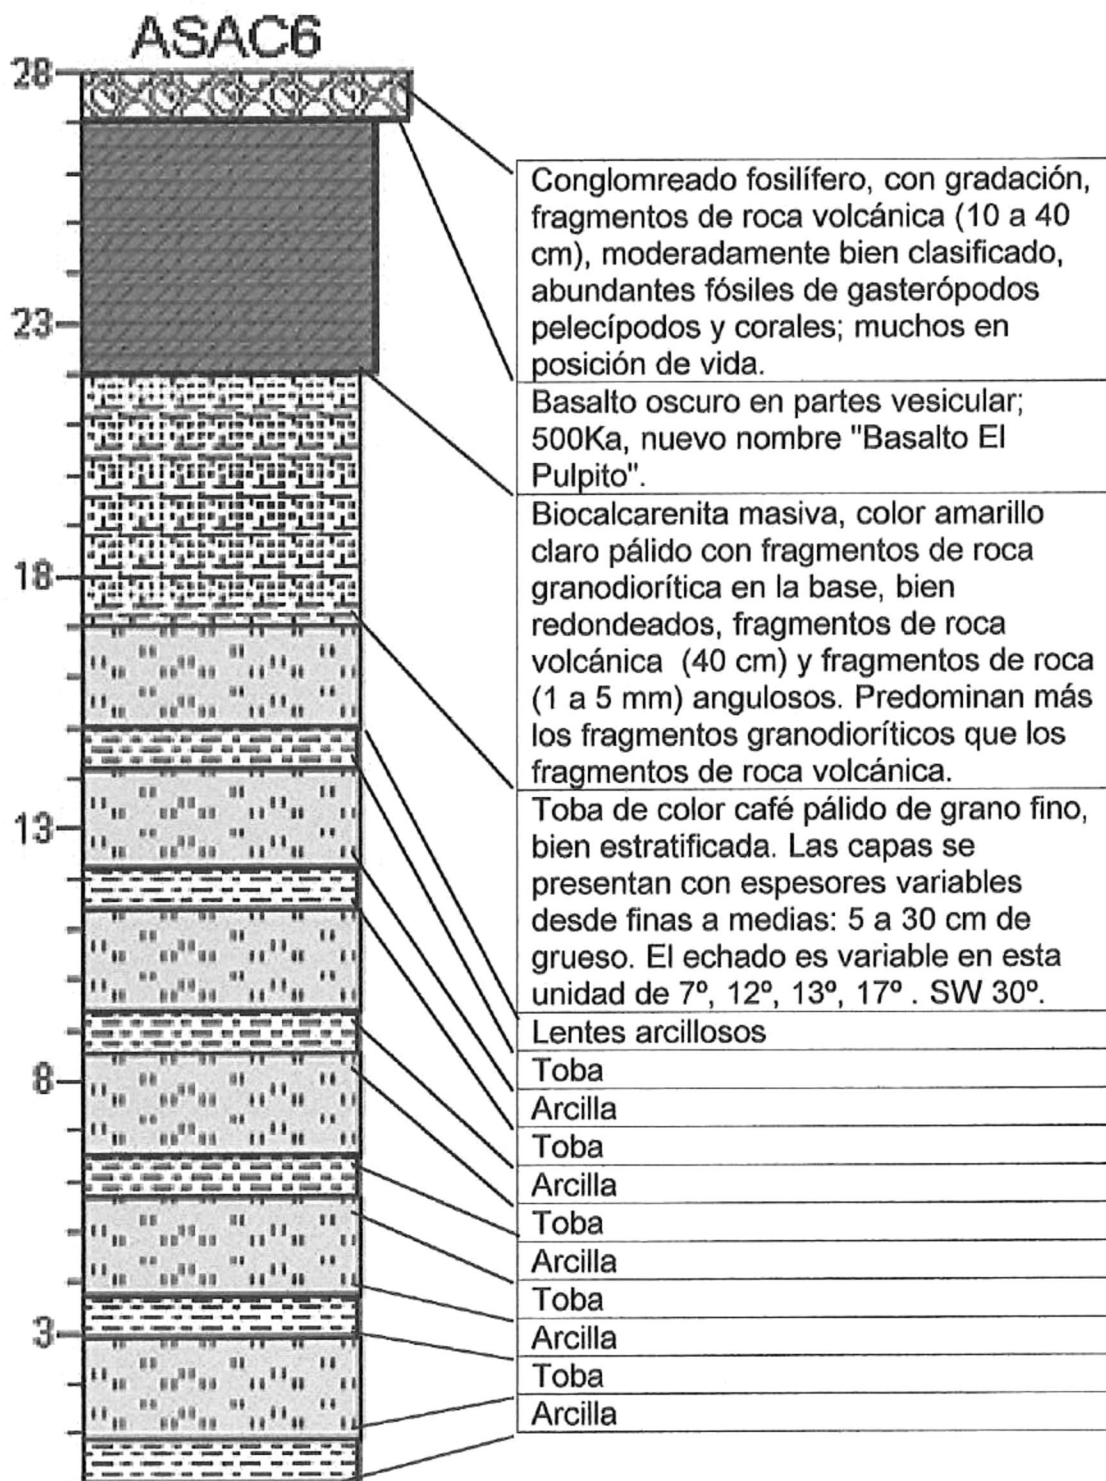 ASAC6
28
23
18
13
8
3
Conglomreado fosilífero, con gradación,
fragmentos de roca volcánica (10 a 40
cm), moderadamente bien clasificado,
abundantes fósiles de gasterópodos
pelecípodos y corales; muchos en
posición de vida.
Basalto oscuro en partes vesicular;
500Ka, nuevo nombre "Basalto El
Pulpito".
Biocalcarenita masiva, color amarillo
claro pálido con fragmentos de roca
granodiorítica en la base, bien
redondeados, fragmentos de roca
volcánica (40 cm) y fragmentos de roca
(1 a 5 mm) angulosos. Predominan más
los fragmentos granodioríticos que los
fragmentos de roca volcánica.
Toba de color café pálido de grano fino,
bien estratificada. Las capas se
presentan con espesores variables
desde finas a medias: 5 a 30 cm de
grueso. El echado es variable en esta
unidad de 7º, 12º, 13º, 17º . SW 30º.
Lentes arcillosos
Toba
Arcilla
Toba
Arcilla
Toba
Arcilla
Toba
Arcilla
Toba
Arcilla